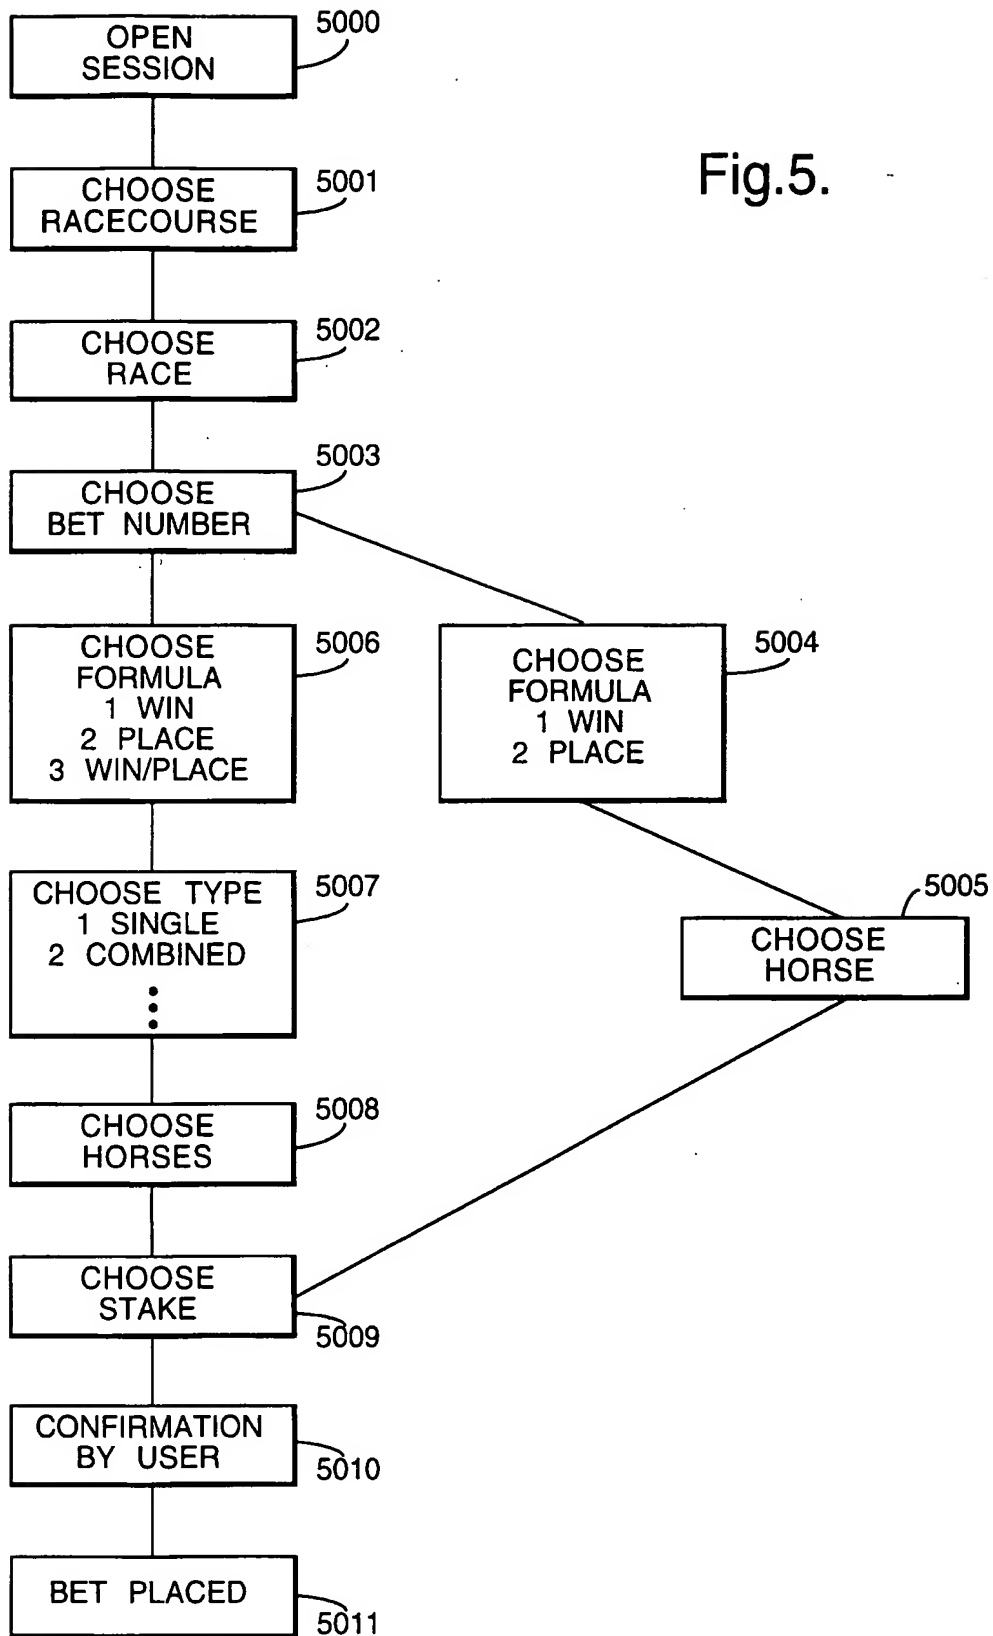 OPEN
SESSION
5000
Fig.5.
CHOOSE
RACECOURSE
5001
CHOOSE
RACE
5002
CHOOSE
BET NUMBER
5003
CHOOSE
FORMULA
1 WIN
2 PLACE
3 WIN/PLACE
5006
CHOOSE
FORMULA
1 WIN
2 PLACE
5004
CHOOSE TYPE
1 SINGLE
2 COMBINED
5007
CHOOSE
HORSE
5005
CHOOSE
HORSES
5008
CHOOSE
STAKE
5009
CONFIRMATION
BY USER
5010
BET PLACED
5011